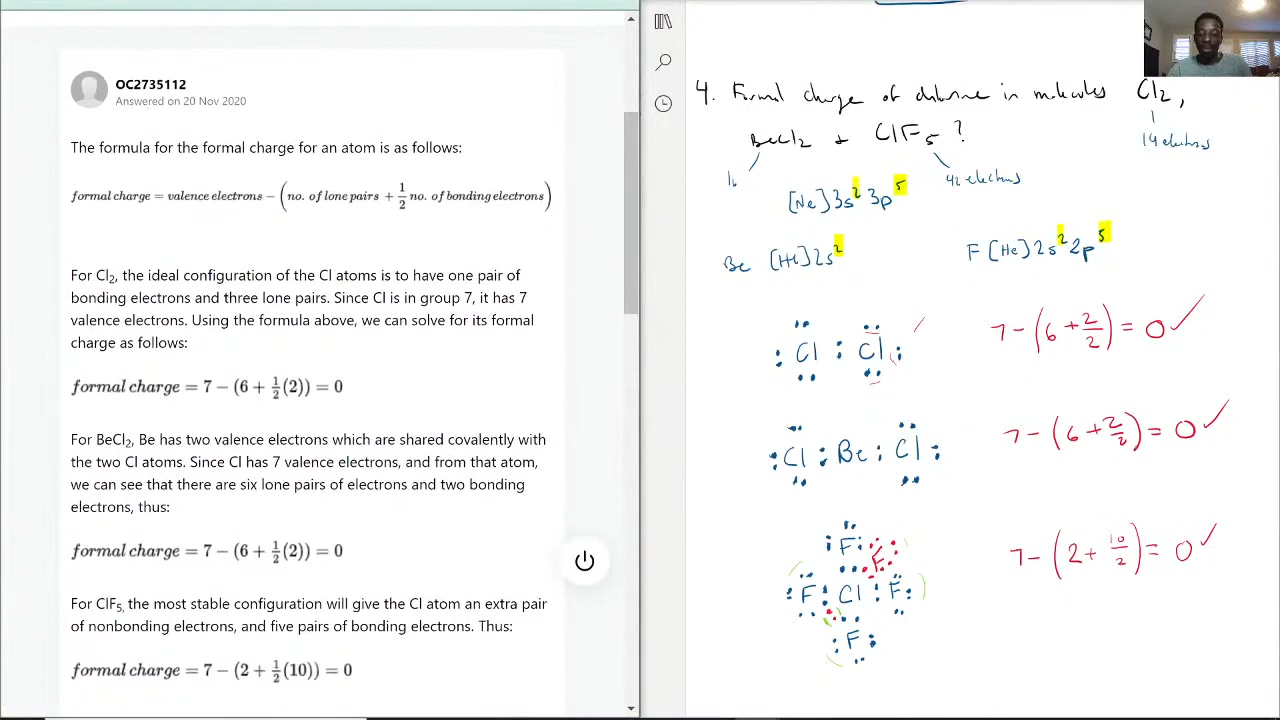 OC2735112
Answered on 20 Nov 2020
The formula for the formal charge for an atom is as follows:
formal charge = valence electrons − (no. of lone pairs + 1/2 no. of bonding electrons)
For Cl₂, the ideal configuration of the Cl atoms is to have one pair of
bonding electrons and three lone pairs. Since Cl is in group 7, it has 7
valence electrons. Using the formula above, we can solve for its formal
charge as follows:
formal charge = 7 − (6 + 1/2(2)) = 0
For BeCl₂, Be has two valence electrons which are shared covalently with
the two Cl atoms. Since Cl has 7 valence electrons, and from that atom,
we can see that there are six lone pairs of electrons and two bonding
electrons, thus:
formal charge = 7 − (6 + 1/2(2)) = 0
For ClF₅, the most stable configuration will give the Cl atom an extra pair
of nonbonding electrons, and five pairs of bonding electrons. Thus:
formal charge = 7 − (2 + 1/2(10)) = 0
4. Formal charge of chlorine in molecules Cl₂,
BeCl₂ + ClF₅ ?
14 electrons
16
42 electrons
[Ne] 3s² 3p⁵
Be [He] 2s²
F [He] 2s² 2p⁵
Cl : Cl
7 − (6 + 2/2) = 0 ✓
Cl : Be : Cl
7 − (6 + 2/2) = 0 ✓
F
F
F Cl F
F
7 − (2 + 10/2) = 0 ✓